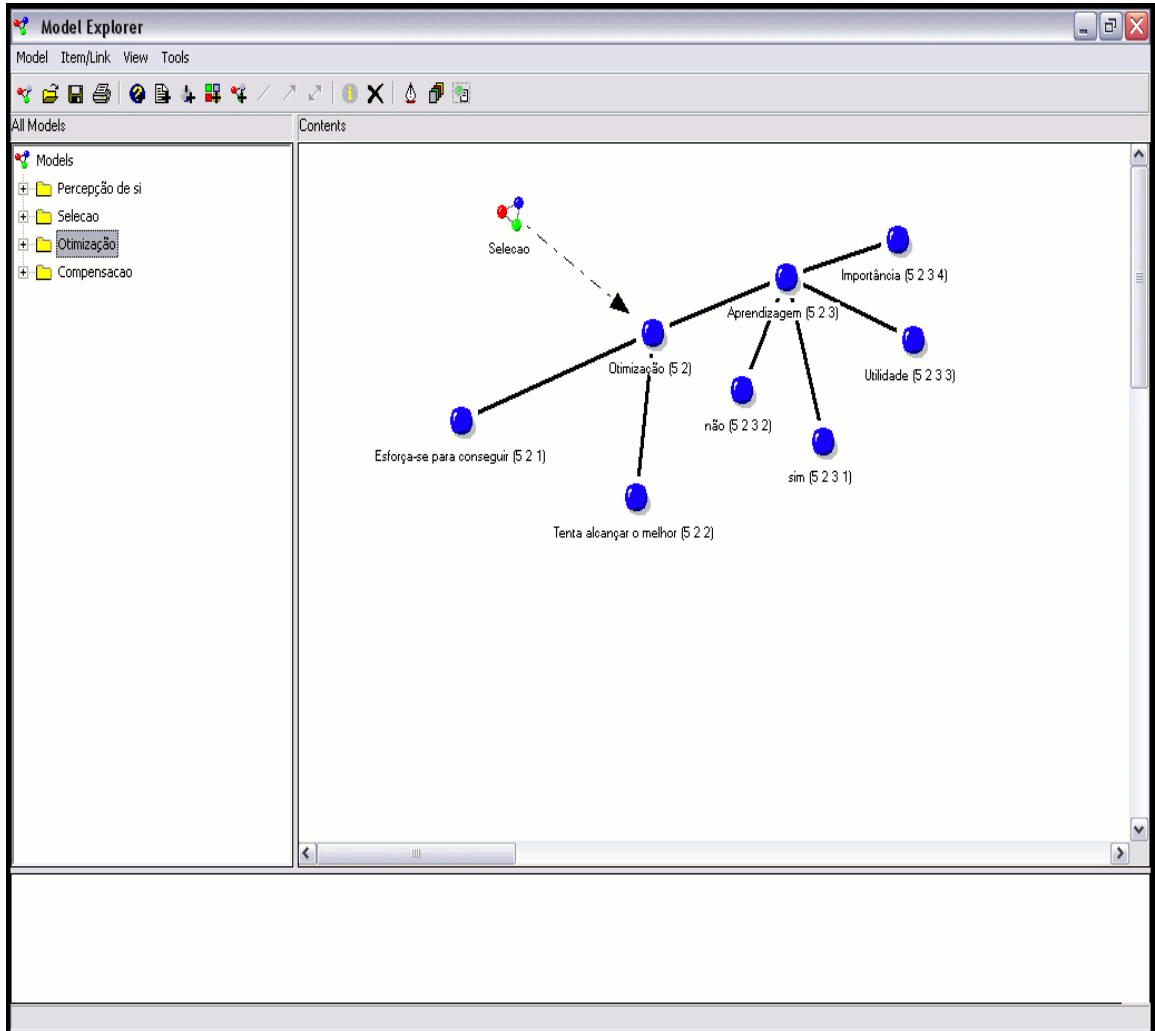 Model Explorer
Model Item/Link View Tools
All Models
Contents
Models
Percepção de si
Selecao
Otimização
Compensacao
Selecao
Importância (5 2 3 4)
Aprendizagem (5 2 3)
Otimização (5 2)
Utilidade (5 2 3 3)
não (5 2 3 2)
Esforça-se para conseguir (5 2 1)
sim (5 2 3 1)
Tenta alcançar o melhor (5 2 2)